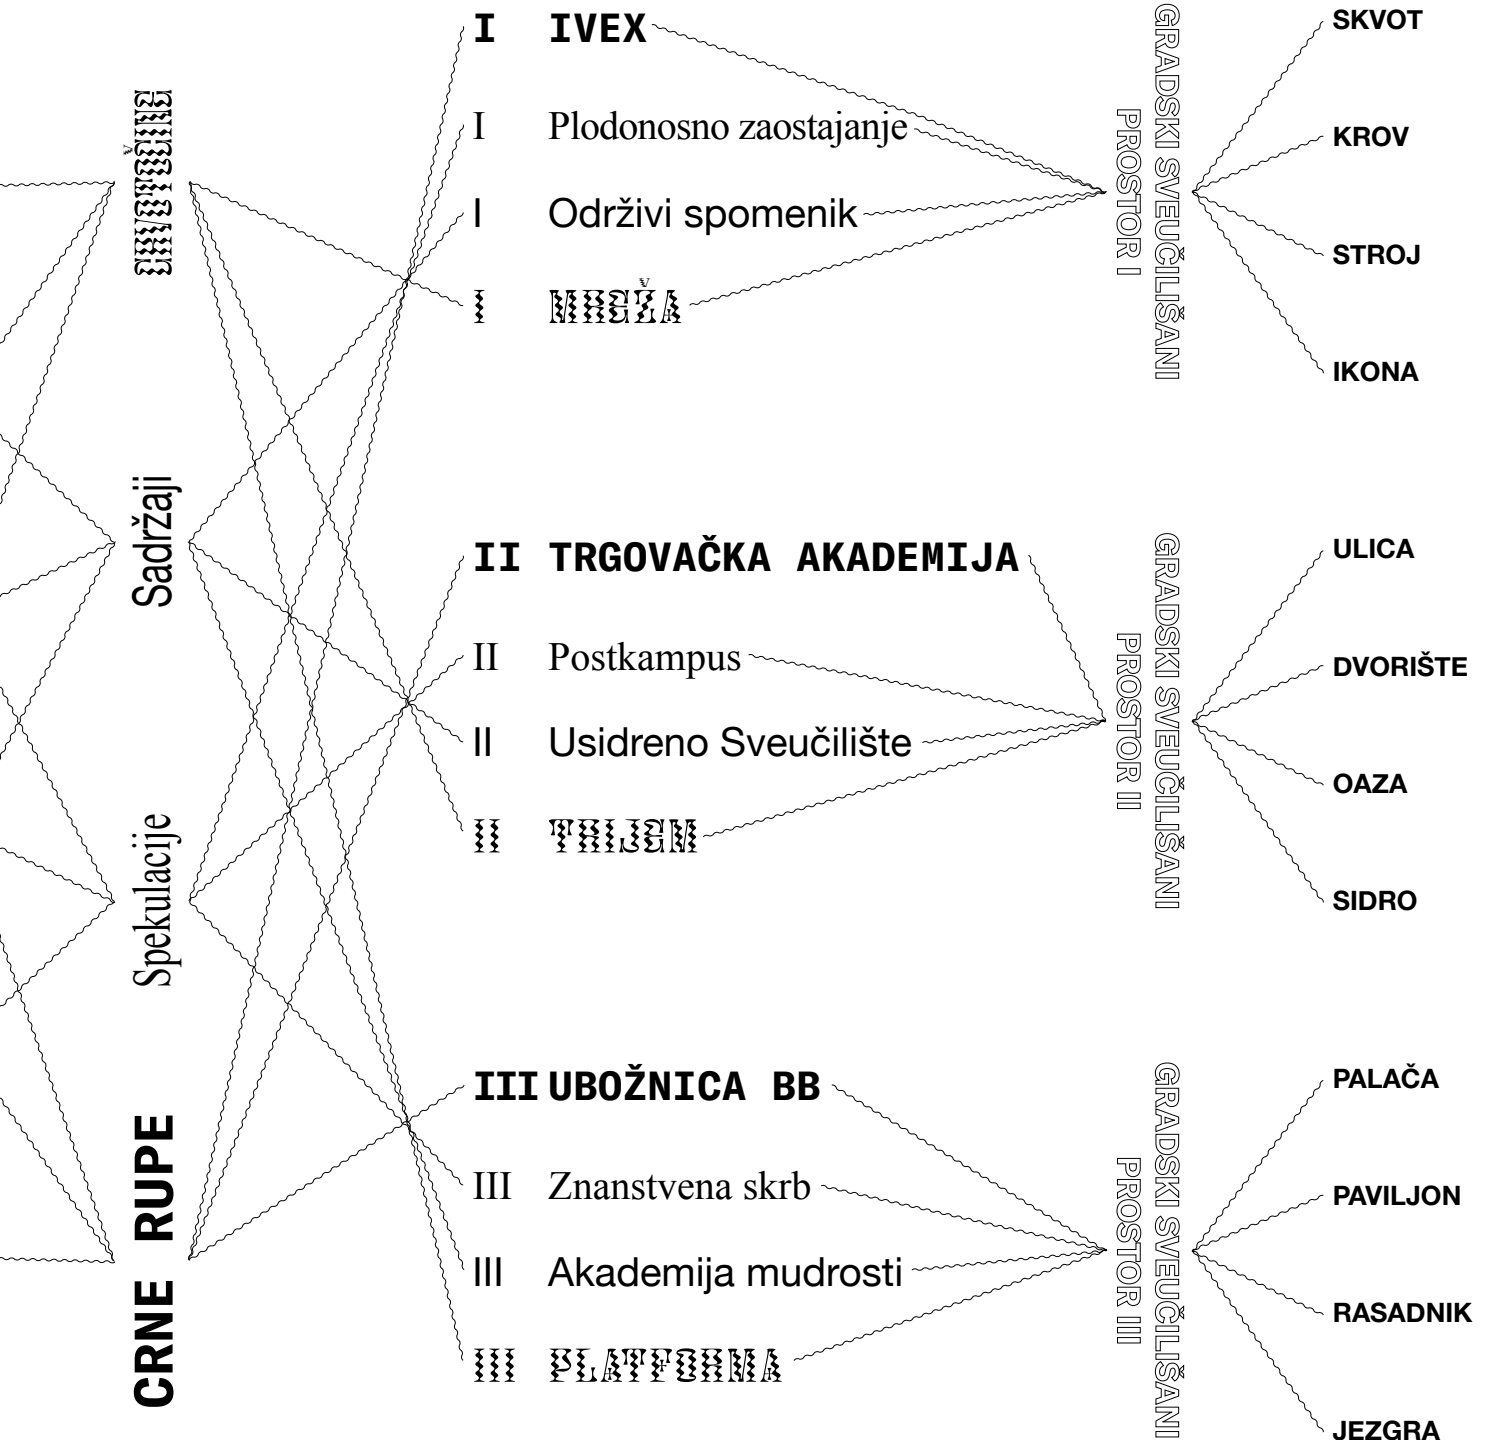 CRVOTOČINE
Sadržaji
Spekulacije
CRNE RUPE
I IVEX
I Plodonosno zaostajanje
I Održivi spomenik
I MREŽA
GRADSKI SVEUČILIŠANI
PROSTOR I
SKVOT
KROV
STROJ
IKONA
II TRGOVAČKA AKADEMIJA
II Postkampus
II Usidreno Sveučilište
II TRIJEM
GRADSKI SVEUČILIŠANI
PROSTOR II
ULICA
DVORIŠTE
OAZA
SIDRO
III UBOŽNICA BB
III Znanstvena skrb
III Akademija mudrosti
III PLATFORMA
GRADSKI SVEUČILIŠANI
PROSTOR III
PALAČA
PAVILJON
RASADNIK
JEZGRA